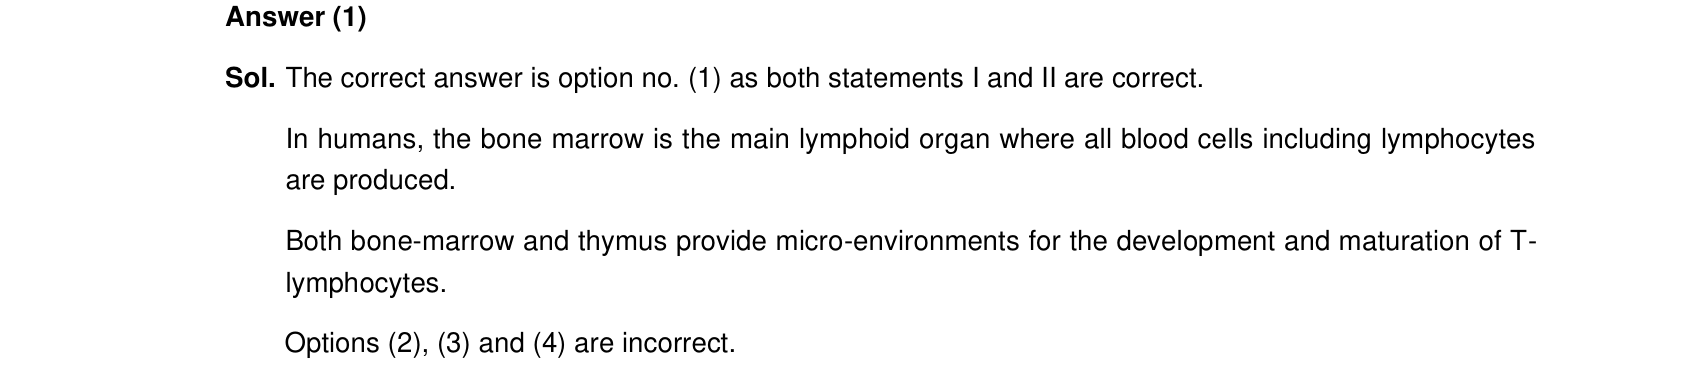 Answer (1)
Sol. The correct answer is option no. (1) as both statements I and II are correct.
In humans, the bone marrow is the main lymphoid organ where all blood cells including lymphocytes
are produced.
Both bone-marrow and thymus provide micro-environments for the development and maturation of T-
lymphocytes.
Options (2), (3) and (4) are incorrect.